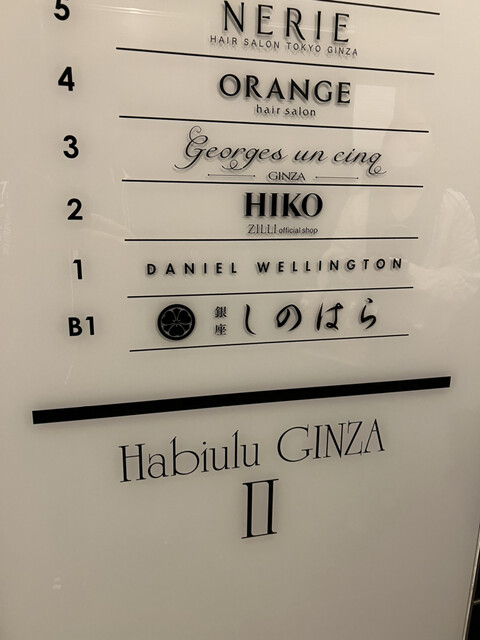 5 NERIE
HAIR SALON TOKYO GINZA
4 ORANGE
hair salon
3 Georges un cinq
GINZA
2 HIKO
ZILLI official shop
1 DANIEL WELLINGTON
B1 銀座 しのはら
Habiulu GINZA
II